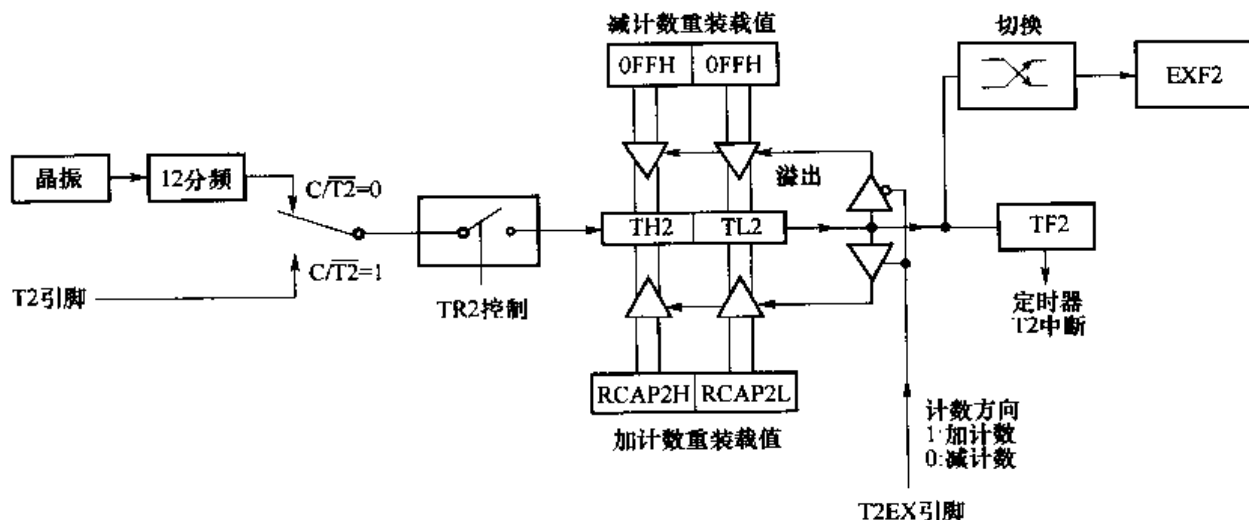 减计数重装载值
0FFH 0FFH
切换
EXF2
晶振
12分频
C/T2=0
溢出
TH2 TL2
TF2
C/T2=1
T2引脚
TR2控制
定时器
T2中断
RCAP2H RCAP2L
加计数重装载值
计数方向
1:加计数
0:减计数
T2EX引脚